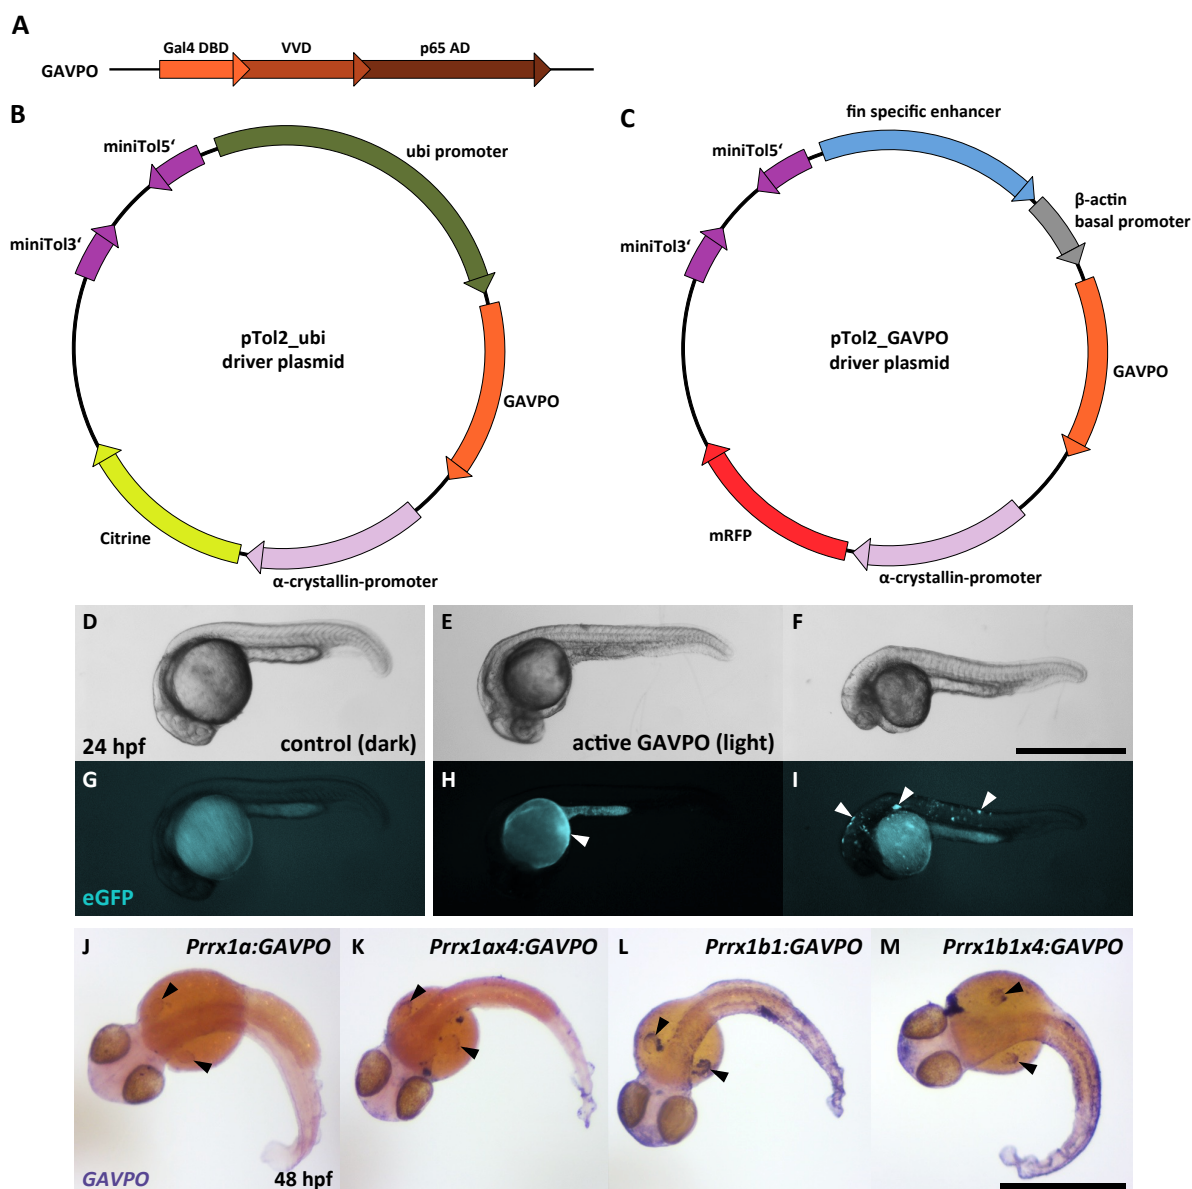 A
Gal4 DBD VVD p65 AD
GAVPO
B
miniTol5‘
ubi promoter
miniTol3‘
pTol2_ubi
driver plasmid
GAVPO
Citrine
α-crystallin-promoter
C
fin specific enhancer
miniTol5‘
β-actin
basal promoter
miniTol3‘
pTol2_GAVPO
driver plasmid
GAVPO
mRFP
α-crystallin-promoter
D
24 hpf
control (dark)
E
active GAVPO (light)
F
G
eGFP
H
I
J
Prrx1a:GAVPO
GAVPO
48 hpf
K
Prrx1ax4:GAVPO
L
Prrx1b1:GAVPO
M
Prrx1b1x4:GAVPO